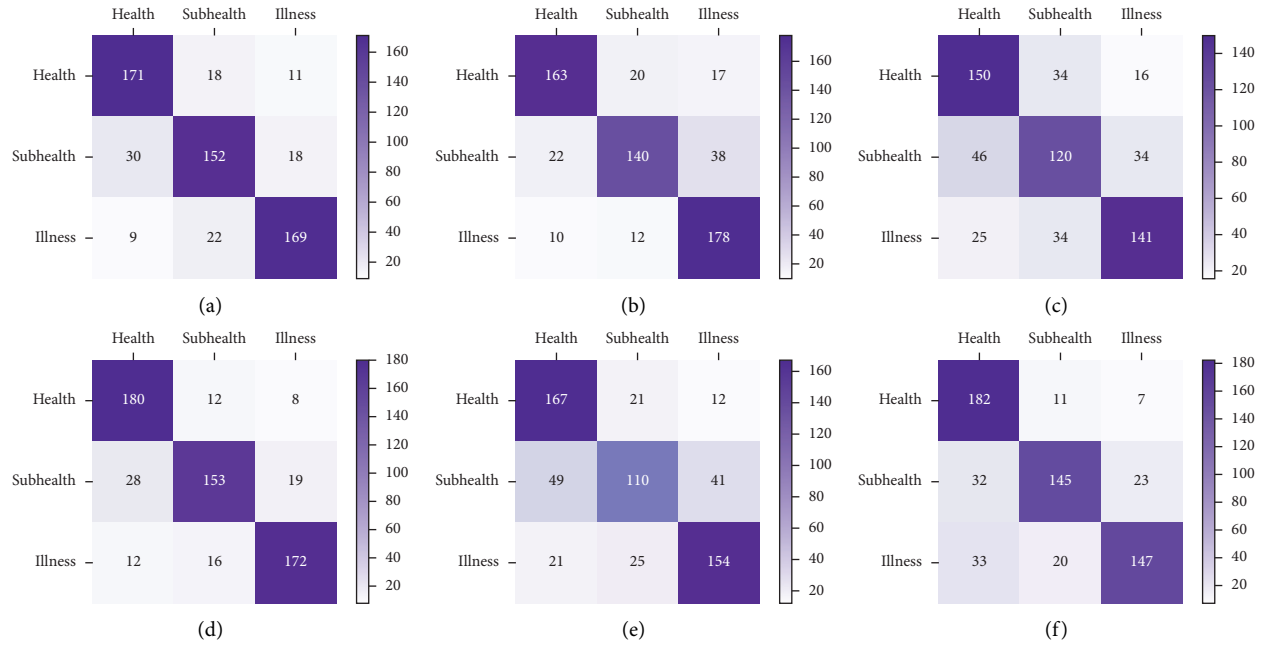 Health Subhealth Illness
Health 171 18 11
Subhealth 30 152 18
Illness 9 22 169
160
140
120
100
80
60
40
20
(a)
Health Subhealth Illness
Health 163 20 17
Subhealth 22 140 38
Illness 10 12 178
160
140
120
100
80
60
40
20
(b)
Health Subhealth Illness
Health 150 34 16
Subhealth 46 120 34
Illness 25 34 141
140
120
100
80
60
40
20
(c)
Health Subhealth Illness
Health 180 12 8
Subhealth 28 153 19
Illness 12 16 172
180
160
140
120
100
80
60
40
20
(d)
Health Subhealth Illness
Health 167 21 12
Subhealth 49 110 41
Illness 21 25 154
160
140
120
100
80
60
40
20
(e)
Health Subhealth Illness
Health 182 11 7
Subhealth 32 145 23
Illness 33 20 147
180
160
140
120
100
80
60
40
20
(f)